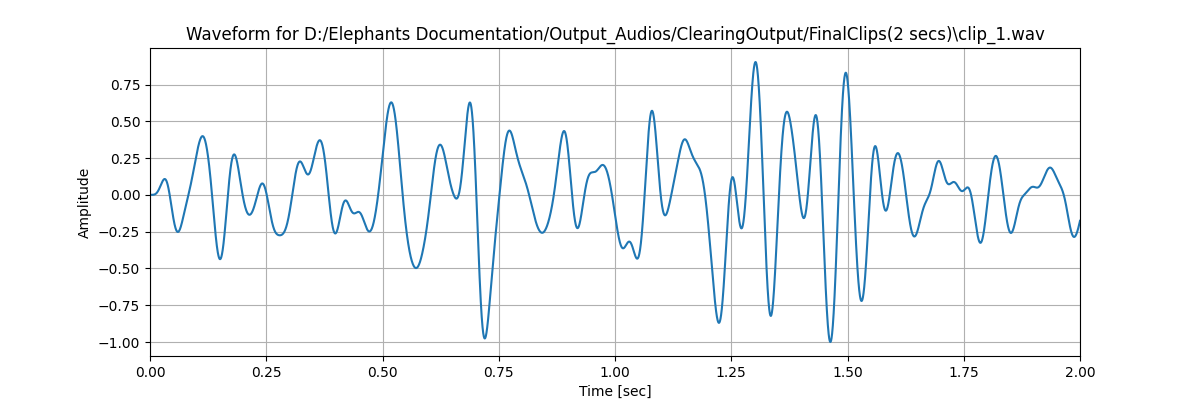 Waveform for D:/Elephants Documentation/Output_Audios/ClearingOutput/FinalClips(2 secs)\clip_1.wav
0.75
0.50
0.25
0.00
−0.25
−0.50
−0.75
−1.00
Amplitude
0.00 0.25 0.50 0.75 1.00 1.25 1.50 1.75 2.00
Time [sec]